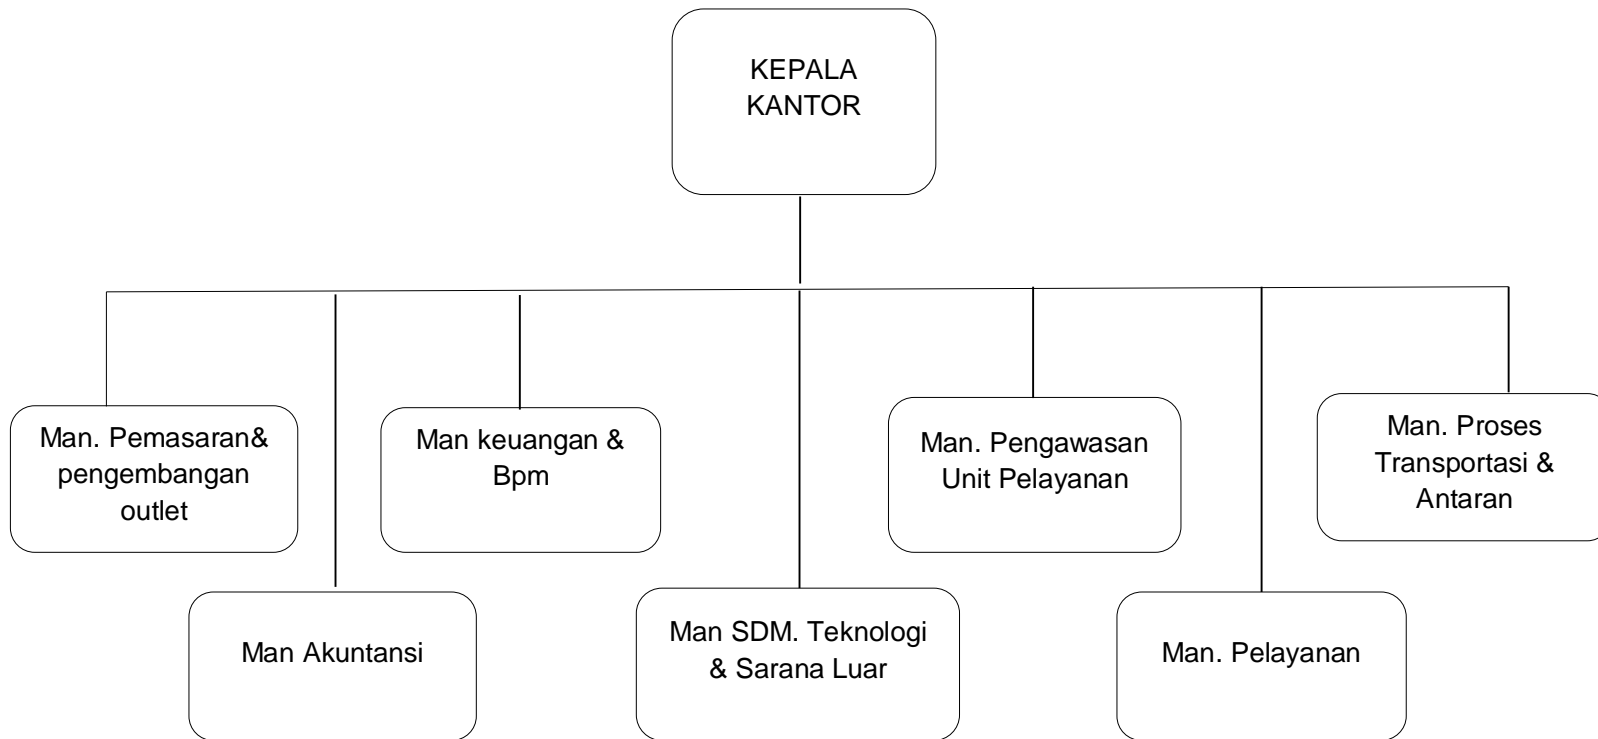 KEPALA
KANTOR
Man. Pemasaran&
pengembangan
outlet
Man keuangan &
Bpm
Man. Pengawasan
Unit Pelayanan
Man. Proses
Transportasi &
Antaran
Man Akuntansi
Man SDM. Teknologi
& Sarana Luar
Man. Pelayanan